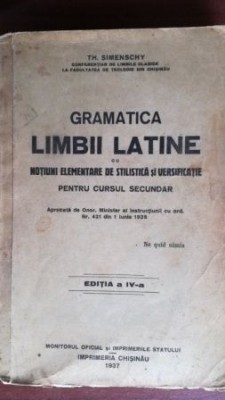 TH. SIMENSCHY
CONFERENȚIAR DE LIMBILE CLASICE
LA FACULTATEA DE TEOLOGIE DIN CHIȘINĂU
GRAMATICA
LIMBII LATINE
CU
NOȚIUNI ELEMENTARE DE STILISTICĂ ȘI VERSIFICAȚIE
PENTRU CURSUL SECUNDAR
Aprobată de Onor. Minister al Instrucțiunii cu ord.
Nr. 421 din 1 Iunie 1929
Ne quid nimis
EDIȚIA a IV-a
MONITORUL OFICIAL ȘI IMPRIMERIILE STATULUI
IMPRIMERIA CHIȘINĂU
1937